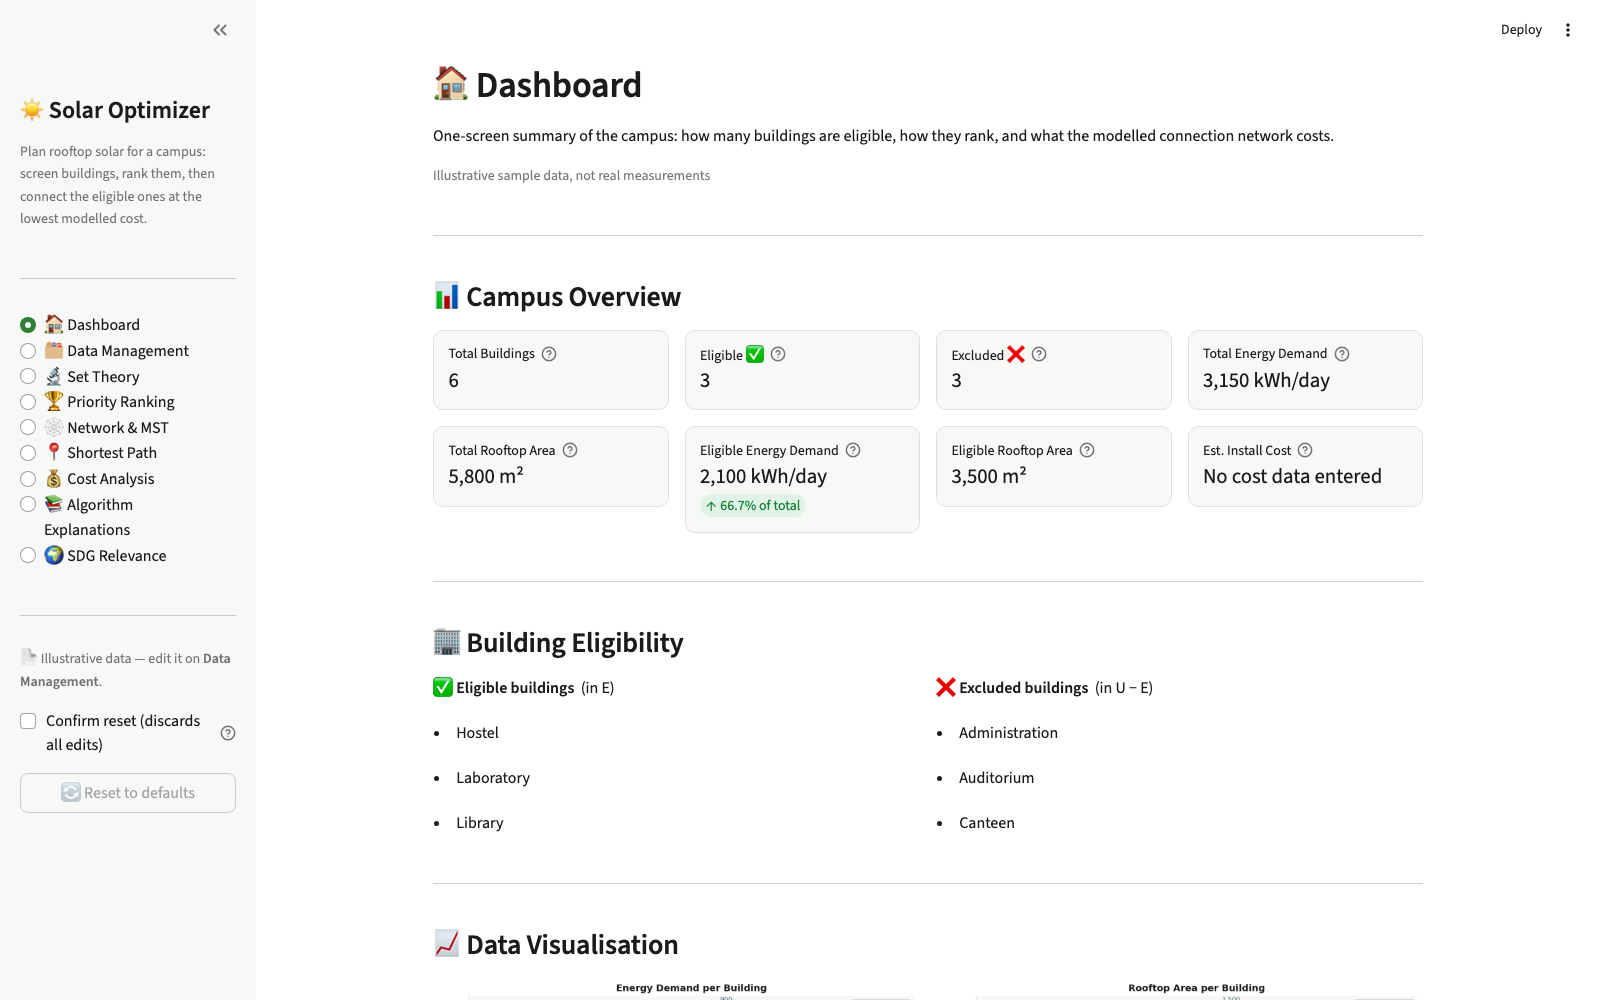 Deploy
Solar Optimizer
Plan rooftop solar for a campus:
screen buildings, rank them, then
connect the eligible ones at the
lowest modelled cost.
Dashboard
Data Management
Set Theory
Priority Ranking
Network & MST
Shortest Path
Cost Analysis
Algorithm
Explanations
SDG Relevance
Illustrative data — edit it on Data
Management.
Confirm reset (discards
all edits)
Reset to defaults
Dashboard
One-screen summary of the campus: how many buildings are eligible, how they rank, and what the modelled connection network costs.
Illustrative sample data, not real measurements
Campus Overview
Total Buildings
6
Eligible
3
Excluded
3
Total Energy Demand
3,150 kWh/day
Total Rooftop Area
5,800 m²
Eligible Energy Demand
2,100 kWh/day
↑ 66.7% of total
Eligible Rooftop Area
3,500 m²
Est. Install Cost
No cost data entered
Building Eligibility
Eligible buildings (in E)
Hostel
Laboratory
Library
Excluded buildings (in U − E)
Administration
Auditorium
Canteen
Data Visualisation
Energy Demand per Building
Rooftop Area per Building